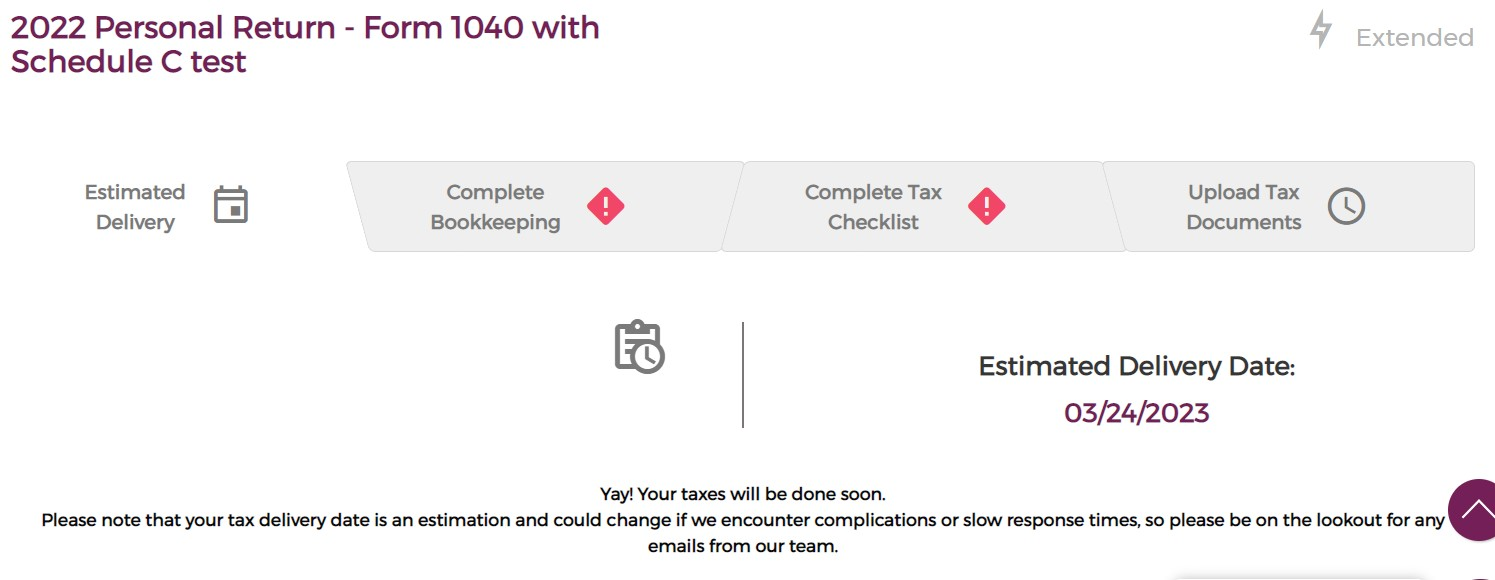 2022 Personal Return - Form 1040 with
Schedule C test
Extended
Estimated
Delivery
Complete
Bookkeeping
Complete Tax
Checklist
Upload Tax
Documents
Estimated Delivery Date:
03/24/2023
Yay! Your taxes will be done soon.
Please note that your tax delivery date is an estimation and could change if we encounter complications or slow response times, so please be on the lookout for any
emails from our team.